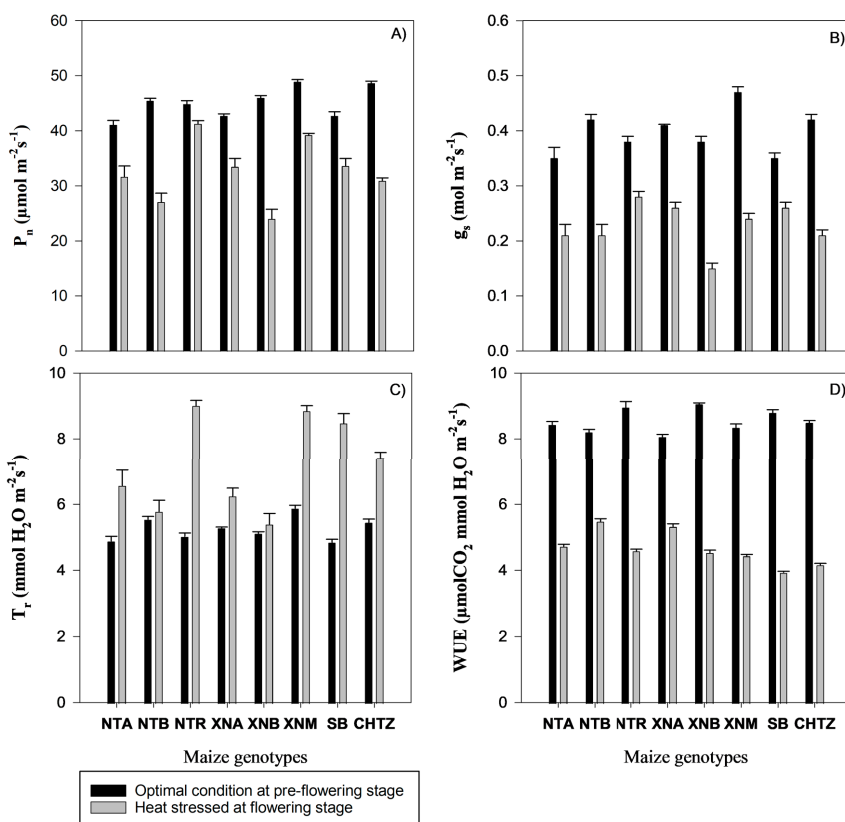 A)
60
50
40
30
20
10
0
Pn (µmol m⁻²s⁻¹)
B)
0.6
0.5
0.4
0.3
0.2
0.1
0.0
gs (mol m⁻²s⁻¹)
C)
10
8
6
4
2
0
Tr (mmol H₂O m⁻²s⁻¹)
NTA NTB NTR XNA XNB XNM SB CHTZ
Maize genotypes
D)
10
8
6
4
2
0
WUE (µmolCO₂ mmol H₂O m⁻²s⁻¹)
NTA NTB NTR XNA XNB XNM SB CHTZ
Maize genotypes
Optimal condition at pre-flowering stage
Heat stressed at flowering stage